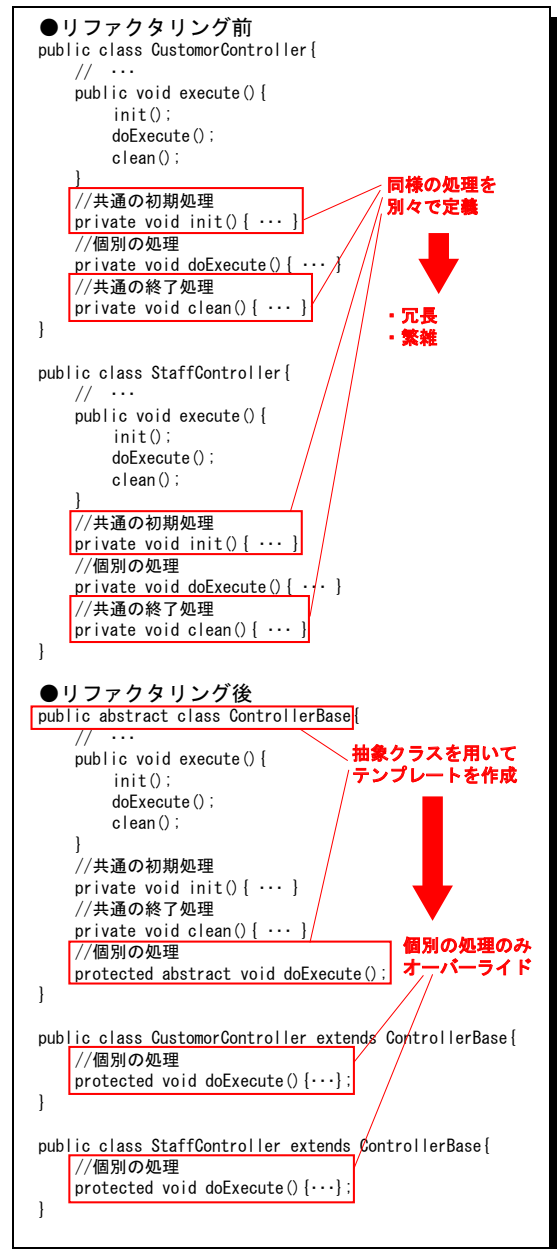 ●リファクタリング前
public class CustomorController{
// ･･･
public void execute(){
init();
doExecute();
clean();
}
//共通の初期処理
private void init(){ ･･･ }
//個別の処理
private void doExecute(){ ･･･ }
//共通の終了処理
private void clean(){ ･･･ }
}
同様の処理を
別々で定義
・冗長
・繁雑
public class StaffController{
// ･･･
public void execute(){
init();
doExecute();
clean();
}
//共通の初期処理
private void init(){ ･･･ }
//個別の処理
private void doExecute(){ ･･･ }
//共通の終了処理
private void clean(){ ･･･ }
}
●リファクタリング後
public abstract class ControllerBase{
// ･･･
public void execute(){
init();
doExecute();
clean();
}
//共通の初期処理
private void init(){ ･･･ }
//共通の終了処理
private void clean(){ ･･･ }
//個別の処理
protected abstract void doExecute();
}
抽象クラスを用いて
テンプレートを作成
個別の処理のみ
オーバーライド
public class CustomorController extends ControllerBase{
//個別の処理
protected void doExecute(){･･･};
}
public class StaffController extends ControllerBase{
//個別の処理
protected void doExecute(){･･･};
}